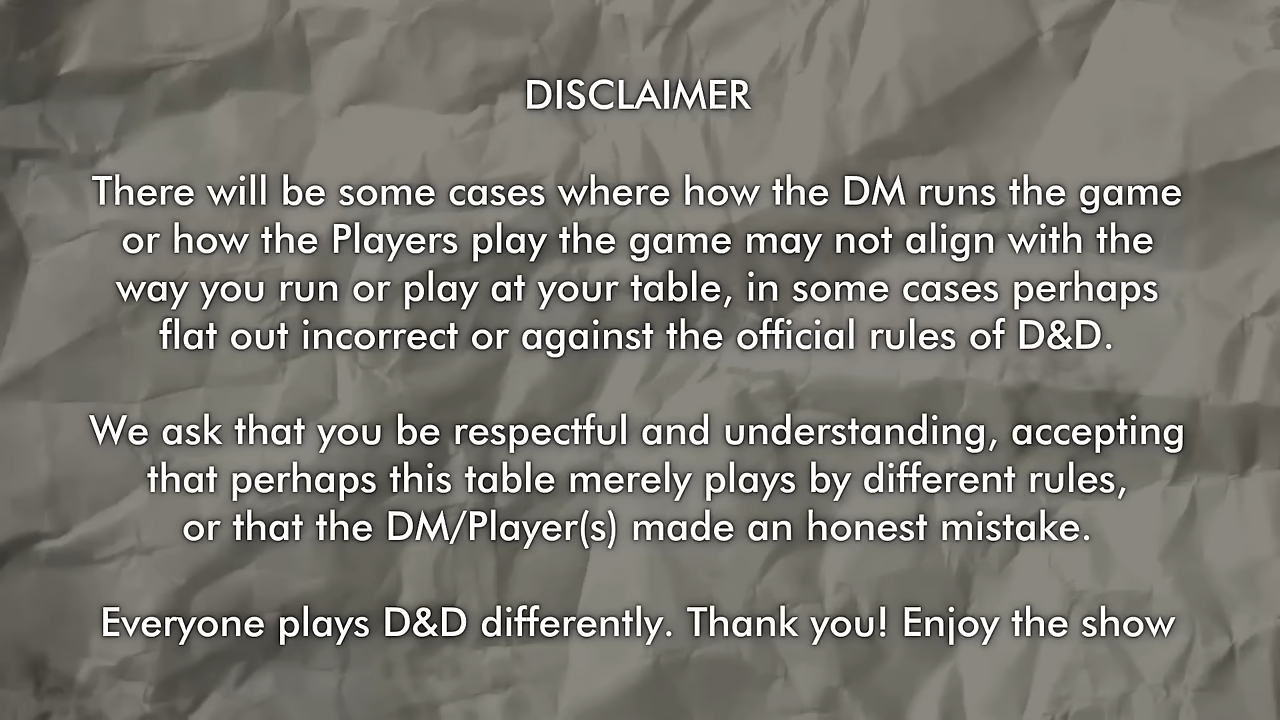 DISCLAIMER
There will be some cases where how the DM runs the game
or how the Players play the game may not align with the
way you run or play at your table, in some cases perhaps
flat out incorrect or against the official rules of D&D.
We ask that you be respectful and understanding, accepting
that perhaps this table merely plays by different rules,
or that the DM/Player(s) made an honest mistake.
Everyone plays D&D differently. Thank you! Enjoy the show